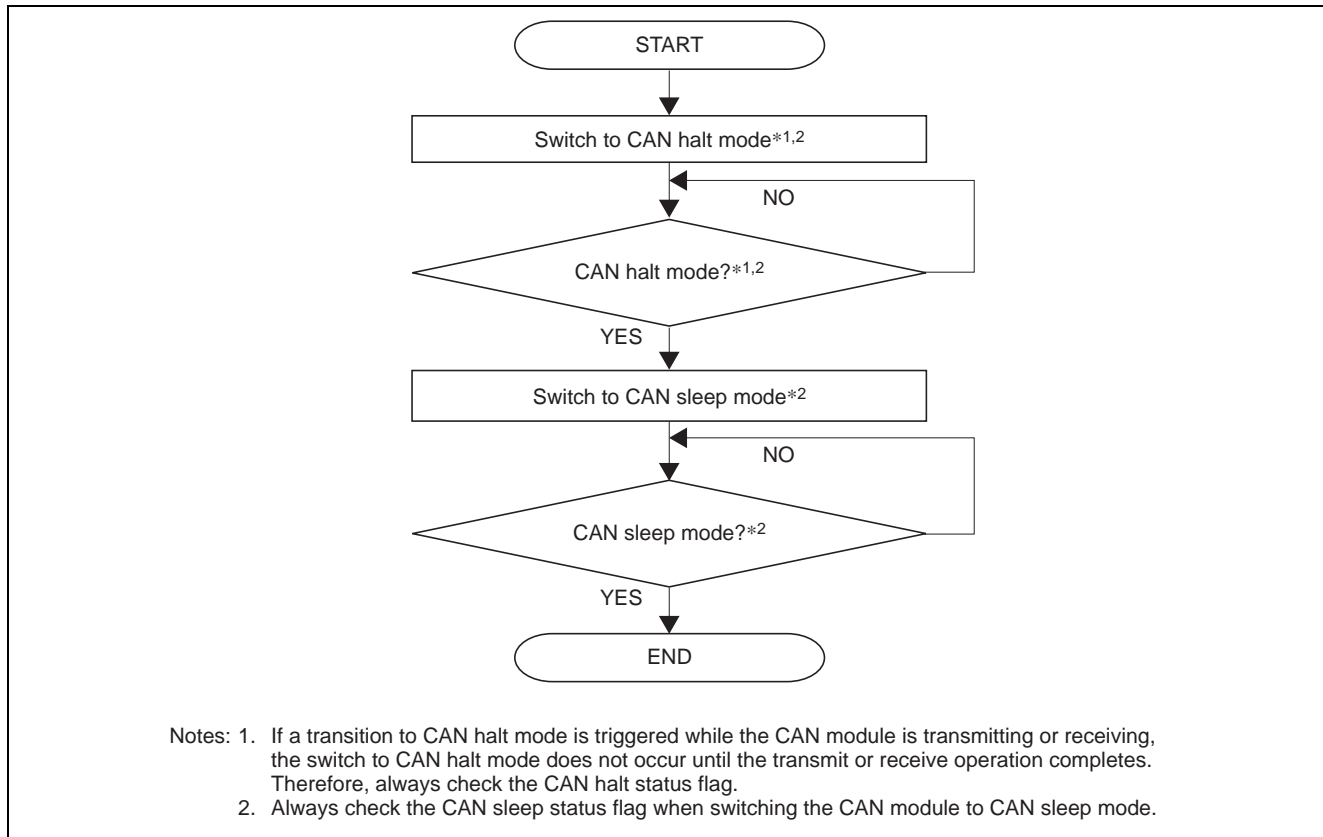 START
Switch to CAN halt mode*1,2
NO
CAN halt mode?*1,2
YES
Switch to CAN sleep mode*2
NO
CAN sleep mode?*2
YES
END
Notes: 1. If a transition to CAN halt mode is triggered while the CAN module is transmitting or receiving,
the switch to CAN halt mode does not occur until the transmit or receive operation completes.
Therefore, always check the CAN halt status flag.
2. Always check the CAN sleep status flag when switching the CAN module to CAN sleep mode.